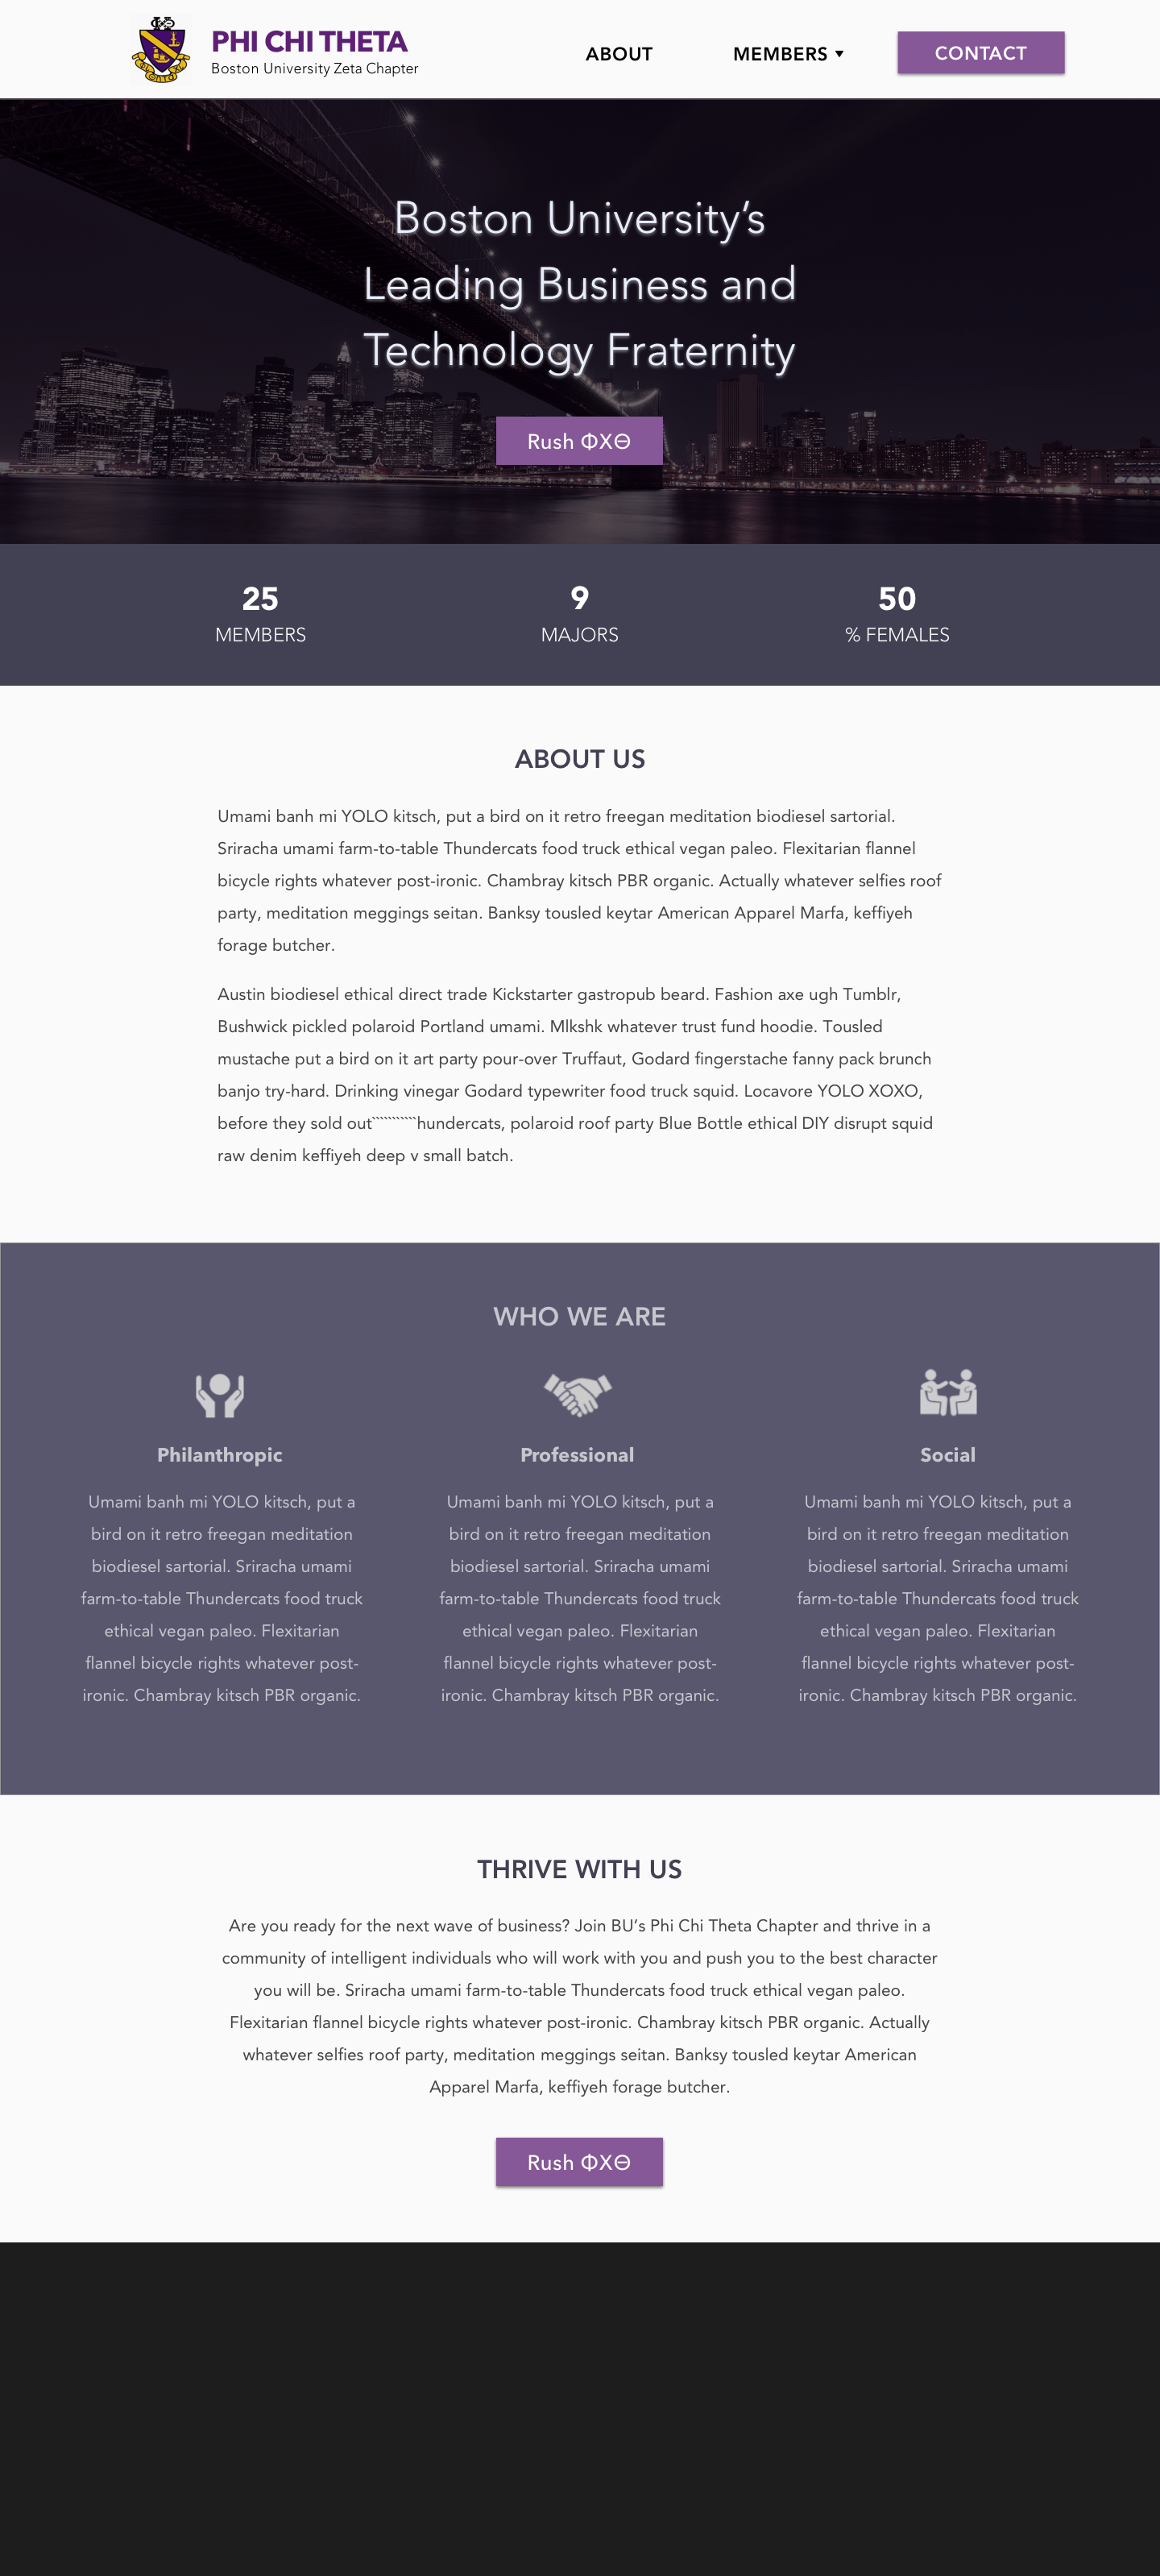 PHI CHI THETA
Boston University Zeta Chapter
ABOUT
MEMBERS ▼
CONTACT
Boston University’s
Leading Business and
Technology Fraternity
Rush ΦΧΘ
25
MEMBERS
9
MAJORS
50
% FEMALES
ABOUT US
Umami banh mi YOLO kitsch, put a bird on it retro freegan meditation biodiesel sartorial.
Sriracha umami farm-to-table Thundercats food truck ethical vegan paleo. Flexitarian flannel
bicycle rights whatever post-ironic. Chambray kitsch PBR organic. Actually whatever selfies roof
party, meditation meggings seitan. Banksy tousled keytar American Apparel Marfa, keffiyeh
forage butcher.
Austin biodiesel ethical direct trade Kickstarter gastropub beard. Fashion axe ugh Tumblr,
Bushwick pickled polaroid Portland umami. Mlkshk whatever trust fund hoodie. Tousled
mustache put a bird on it art party pour-over Truffaut, Godard fingerstache fanny pack brunch
banjo try-hard. Drinking vinegar Godard typewriter food truck squid. Locavore YOLO XOXO,
before they sold out```````````hundercats, polaroid roof party Blue Bottle ethical DIY disrupt squid
raw denim keffiyeh deep v small batch.
WHO WE ARE
Philanthropic
Umami banh mi YOLO kitsch, put a
bird on it retro freegan meditation
biodiesel sartorial. Sriracha umami
farm-to-table Thundercats food truck
ethical vegan paleo. Flexitarian
flannel bicycle rights whatever post-
ironic. Chambray kitsch PBR organic.
Professional
Umami banh mi YOLO kitsch, put a
bird on it retro freegan meditation
biodiesel sartorial. Sriracha umami
farm-to-table Thundercats food truck
ethical vegan paleo. Flexitarian
flannel bicycle rights whatever post-
ironic. Chambray kitsch PBR organic.
Social
Umami banh mi YOLO kitsch, put a
bird on it retro freegan meditation
biodiesel sartorial. Sriracha umami
farm-to-table Thundercats food truck
ethical vegan paleo. Flexitarian
flannel bicycle rights whatever post-
ironic. Chambray kitsch PBR organic.
THRIVE WITH US
Are you ready for the next wave of business? Join BU’s Phi Chi Theta Chapter and thrive in a
community of intelligent individuals who will work with you and push you to the best character
you will be. Sriracha umami farm-to-table Thundercats food truck ethical vegan paleo.
Flexitarian flannel bicycle rights whatever post-ironic. Chambray kitsch PBR organic. Actually
whatever selfies roof party, meditation meggings seitan. Banksy tousled keytar American
Apparel Marfa, keffiyeh forage butcher.
Rush ΦΧΘ